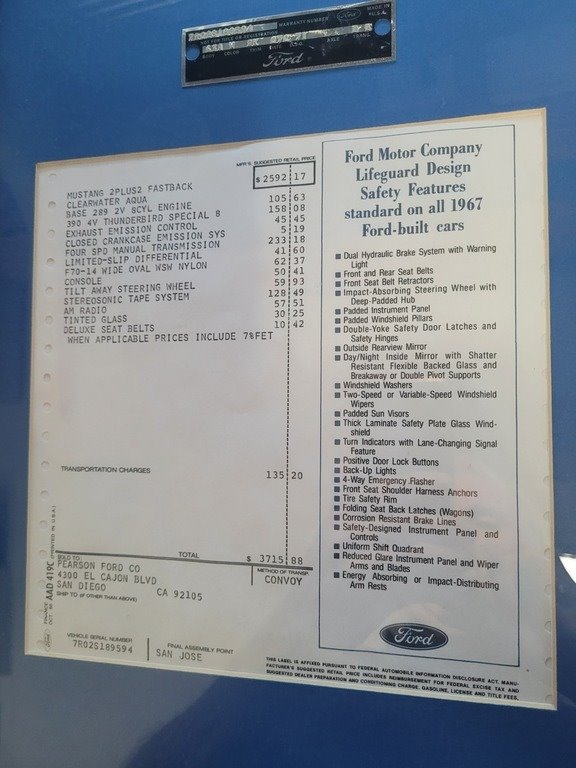 WARRANTY NUMBER
Ford
MADE IN
U.S.A.
NOT FOR TITLE OR REGISTRATION
BODY COLOR TRIM DATE D.S.O. AXLE TRANS.
Ford
MFR'S. SUGGESTED RETAIL PRICE
MUSTANG 2PLUS2 FASTBACK $2592 17
CLEARWATER AQUA
BASE 289 2V 8CYL ENGINE 105 63
390 4V THUNDERBIRD SPECIAL 8 158 08
EXHAUST EMISSION CONTROL 45 45
CLOSED CRANKCASE EMISSION SYS 5 19
FOUR SPD MANUAL TRANSMISSION 233 18
LIMITED-SLIP DIFFERENTIAL 41 60
F70-14 WIDE OVAL WSW NYLON 62 37
CONSOLE 50 41
TILT AWAY STEERING WHEEL 59 93
STEREOSONIC TAPE SYSTEM 128 49
AM RADIO 57 51
TINTED GLASS 30 25
DELUXE SEAT BELTS 10 42
WHEN APPLICABLE PRICES INCLUDE 7%FET
TRANSPORTATION CHARGES 135 20
TOTAL $ 3715 88
SOLD TO
PEARSON FORD CO
4300 EL CAJON BLVD
SAN DIEGO CA 92105
SHIP TO (IF OTHER THAN ABOVE)
METHOD OF TRANSP.
CONVOY
VEHICLE SERIAL NUMBER
7R02S189594
FINAL ASSEMBLY POINT
SAN JOSE
AAD 419C (PRINTED IN U.S.A.)
Ford Motor Company
Lifeguard Design
Safety Features
standard on all 1967
Ford-built cars
■ Dual Hydraulic Brake System with Warning
Light
■ Front and Rear Seat Belts
■ Front Seat Belt Retractors
■ Impact-Absorbing Steering Wheel with
Deep-Padded Hub
■ Padded Instrument Panel
■ Padded Windshield Pillars
■ Double-Yoke Safety Door Latches and
Safety Hinges
■ Outside Rearview Mirror
■ Day/Night Inside Mirror with Shatter
Resistant Flexible Backed Glass and
Breakaway or Double Pivot Supports
■ Windshield Washers
■ Two-Speed or Variable-Speed Windshield
Wipers
■ Padded Sun Visors
■ Thick Laminate Safety Plate Glass Wind-
shield
■ Turn Indicators with Lane-Changing Signal
Feature
■ Positive Door Lock Buttons
■ Back-Up Lights
■ 4-Way Emergency Flasher
■ Front Seat Shoulder Harness Anchors
■ Tire Safety Rim
■ Folding Seat Back Latches (Wagons)
■ Corrosion Resistant Brake Lines
■ Safety-Designed Instrument Panel and
Controls
■ Uniform Shift Quadrant
■ Reduced Glare Instrument Panel and Wiper
Arms and Blades
■ Energy Absorbing or Impact-Distributing
Arm Rests
Ford
THIS LABEL IS AFFIXED PURSUANT TO FEDERAL AUTOMOBILE INFORMATION DISCLOSURE ACT. MANU-
FACTURER'S SUGGESTED RETAIL PRICE INCLUDES REIMBURSEMENT FOR FEDERAL EXCISE TAX AND
SUGGESTED DEALER PREPARATION AND CONDITIONING CHARGE. GASOLINE, LICENSE AND TITLE FEES,